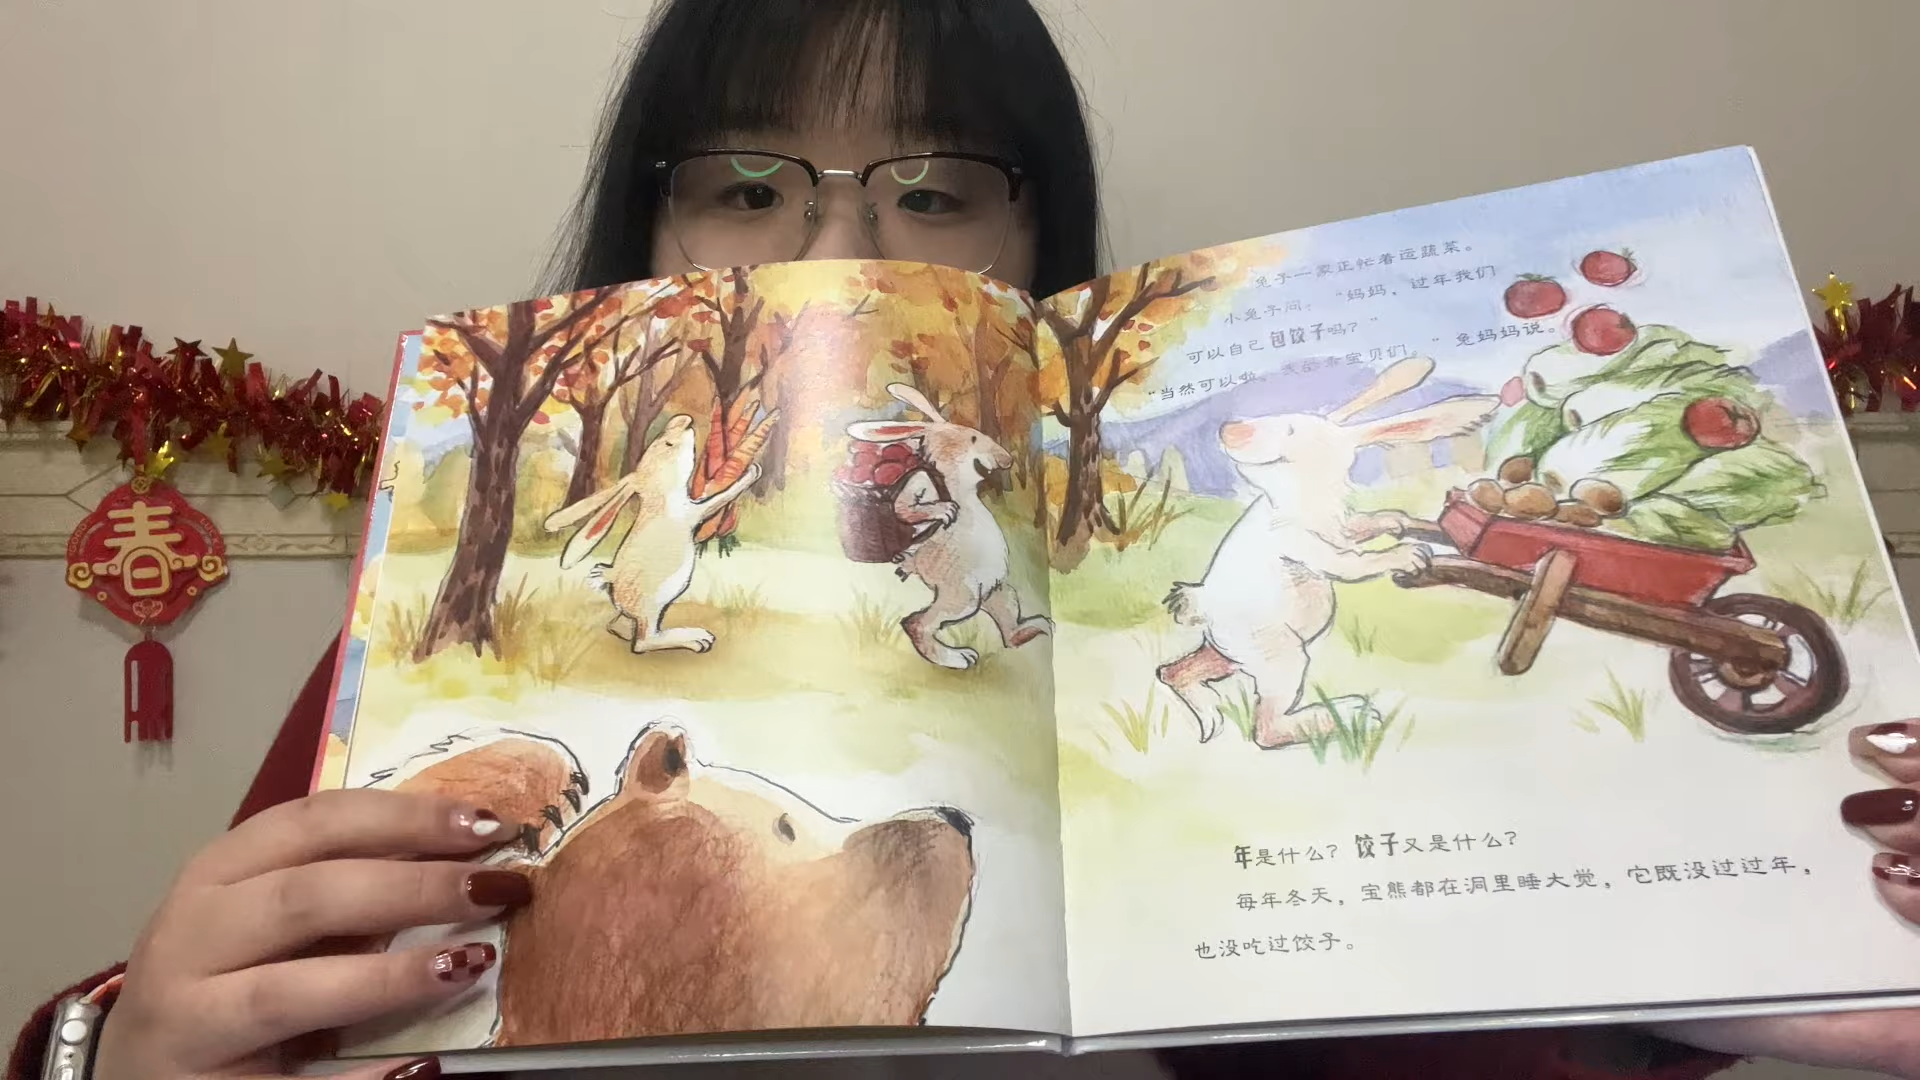 春
GOOD LUCK
兔子一家正忙着运蔬菜。
小兔子问:“妈妈,过年我们
可以自己包饺子吗?”
“当然可以啦,我的乖宝贝们。”兔妈妈说。
年是什么?饺子又是什么?
每年冬天,宝熊都在洞里睡大觉,它既没过过年,
也没吃过饺子。